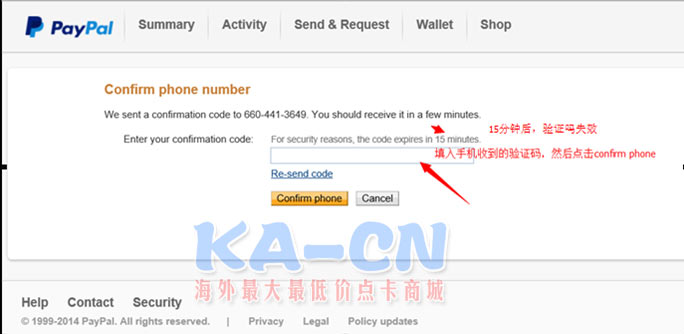 PayPal Summary Activity Send & Request Wallet Shop
Confirm phone number
We sent a confirmation code to 660-441-3649. You should receive it in a few minutes.
15分钟后，验证码失效
Enter your confirmation code: For security reasons, the code expires in 15 minutes.
填入手机收到的验证码，然后点击confirm phone
Re-send code
Confirm phone Cancel
KA-CN
海外最大最低价点卡商城
Help Contact Security
© 1999-2014 PayPal. All rights reserved. | Privacy Legal Policy updates